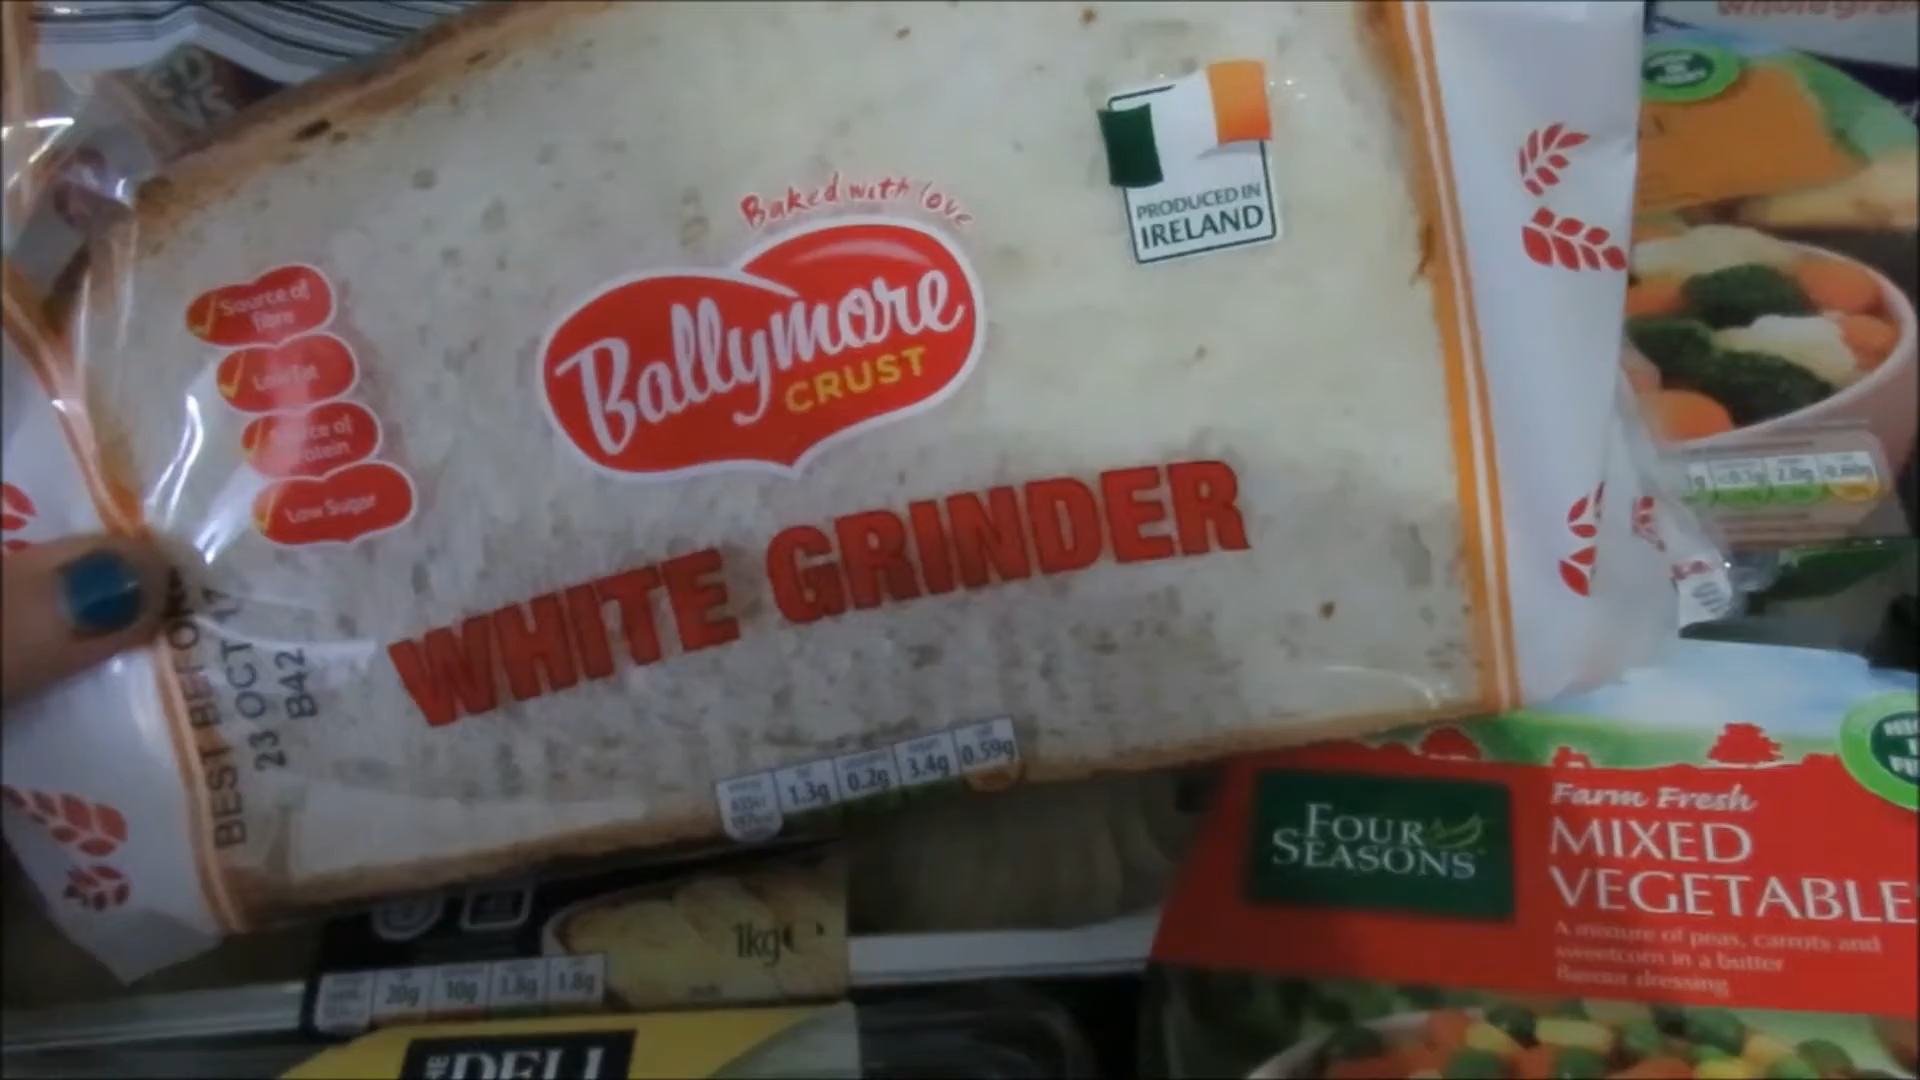 Baked with love
Ballymore
CRUST
PRODUCED IN
IRELAND
Source of
fibre
Low Fat
Low Sugar
WHITE GRINDER
BEST BEFORE
23 OCT 17
B42
1.3g
0.2g
3.4g
0.59g
2.0g
FOUR
SEASONS
Farm Fresh
MIXED
VEGETABLE
A mixture of peas, carrots and
sweetcorn in a butter
flavour dressing
1kg
20g
10g
1.8g
DELI